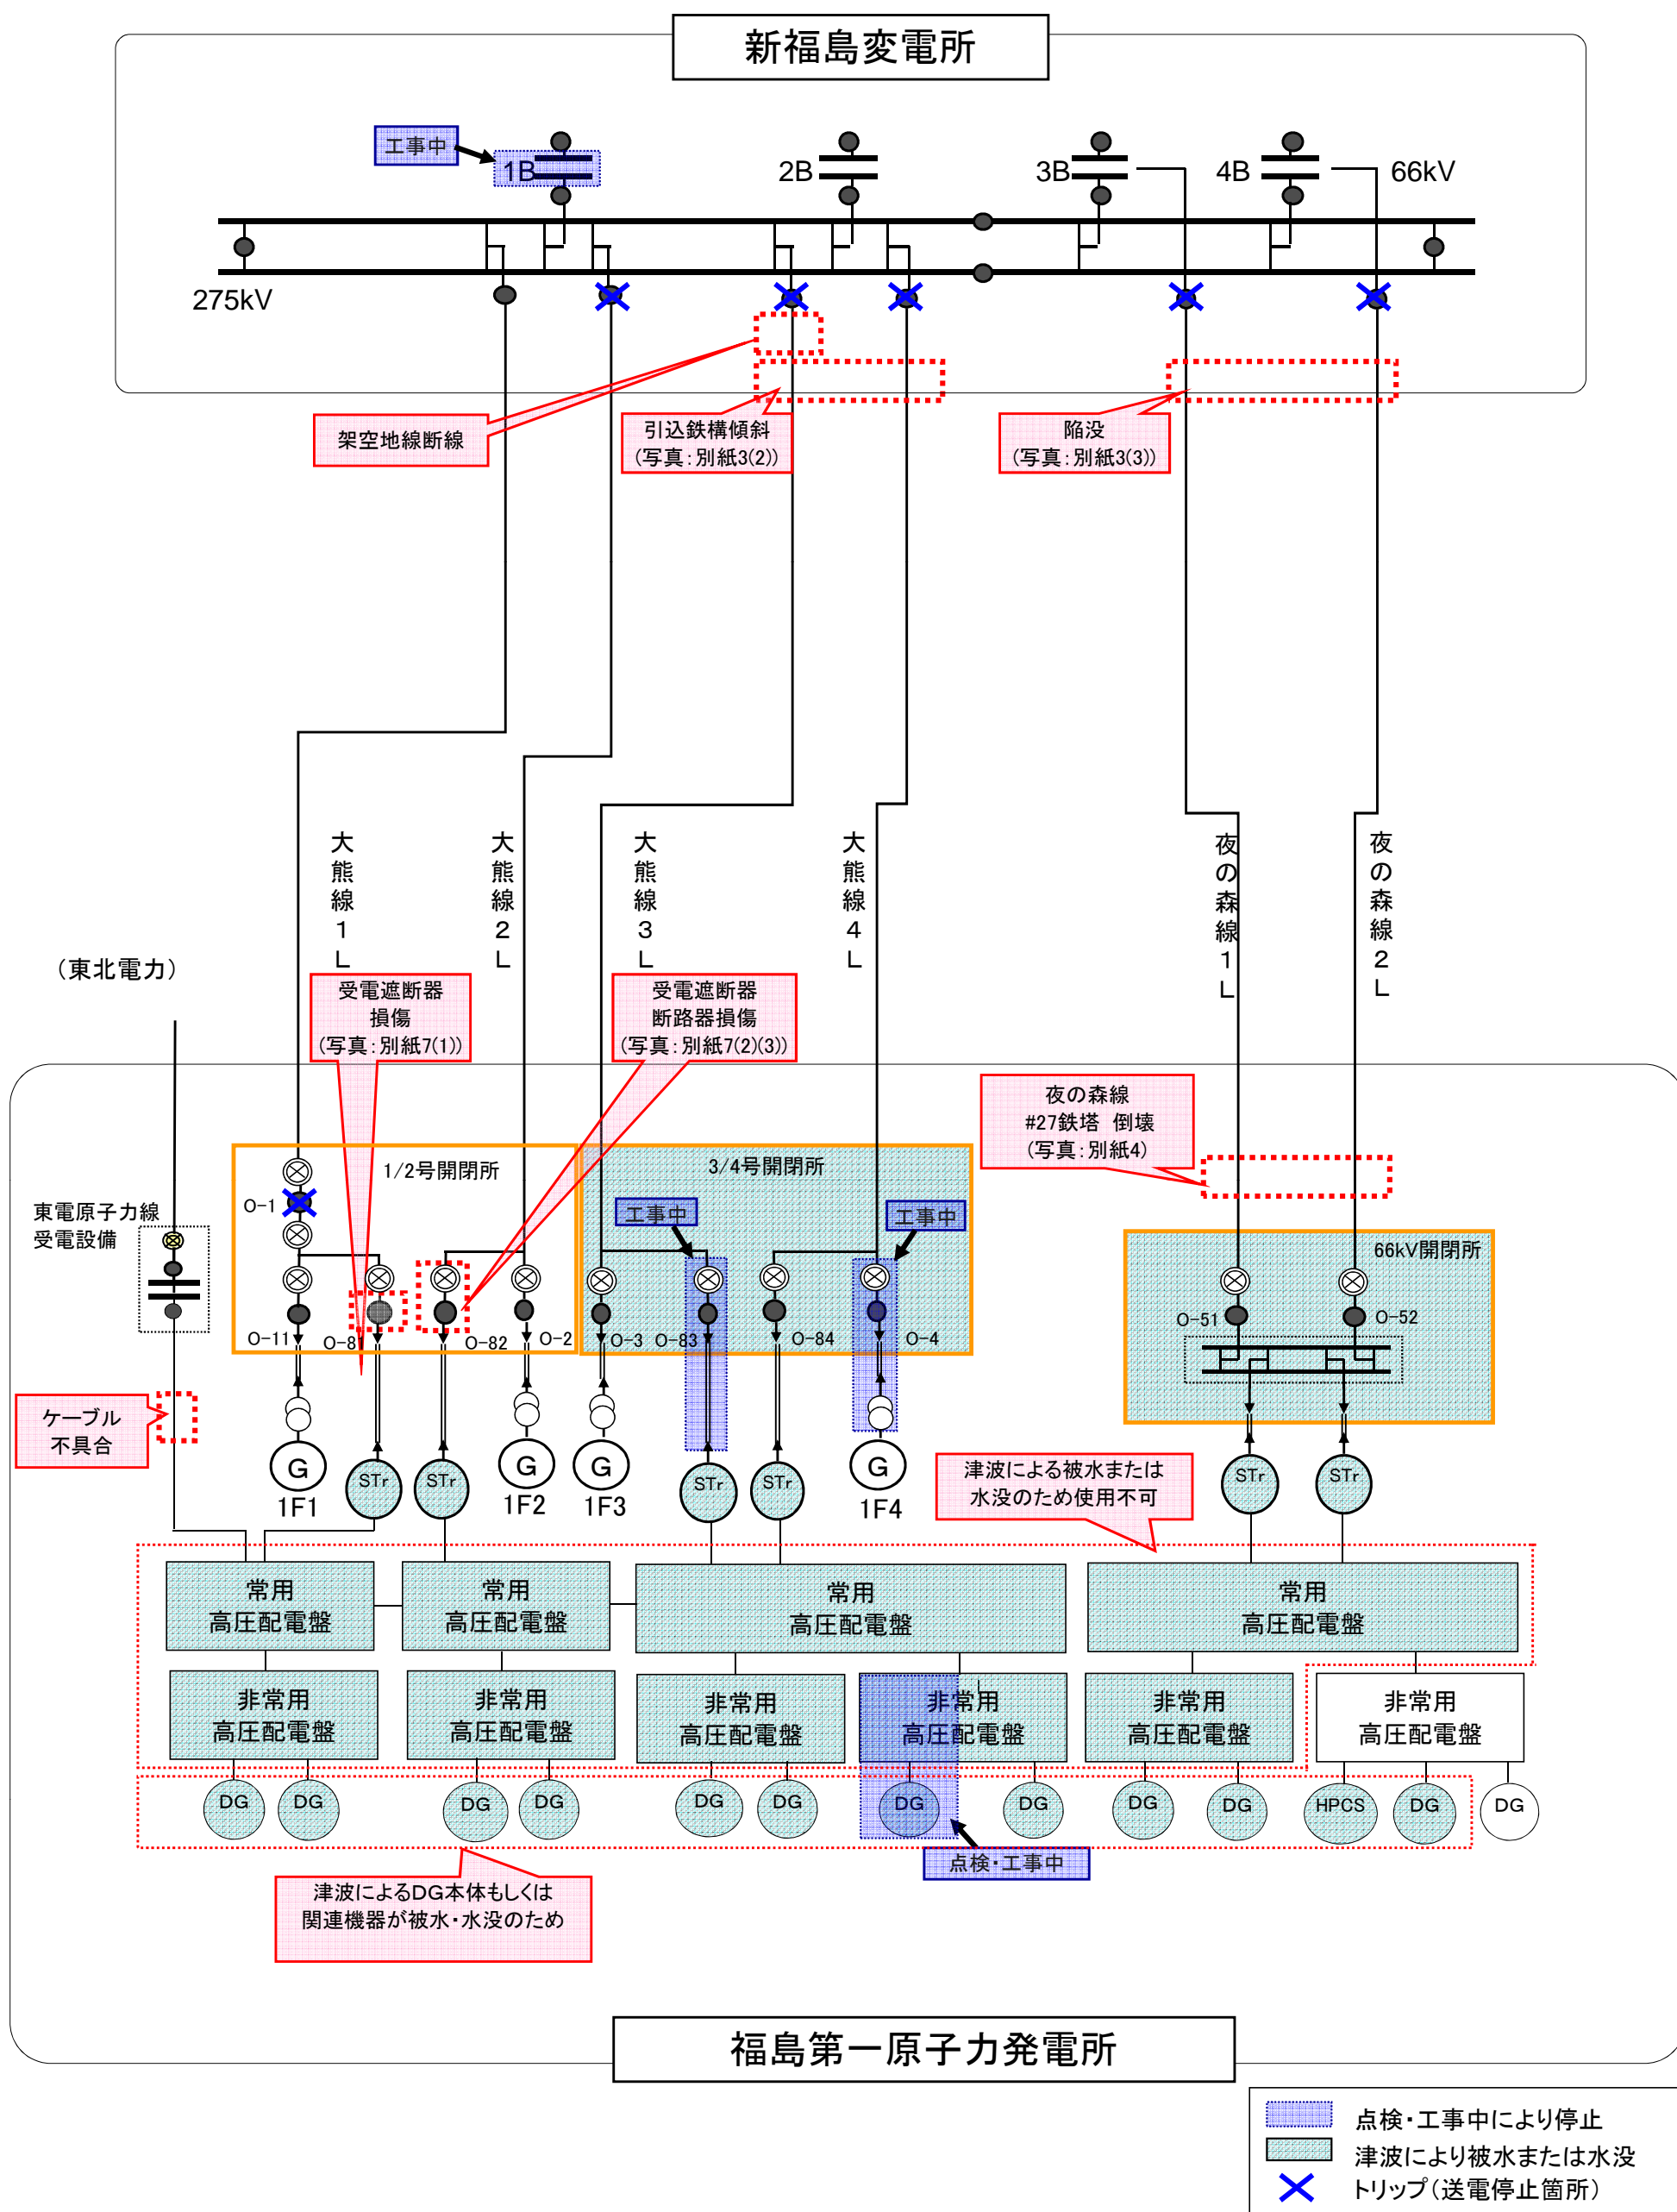 新福島変電所
工事中
1B
2B
3B
4B
66kV
275kV
架空地線断線
引込鉄構傾斜
(写真:別紙3(2))
陥没
(写真:別紙3(3))
大熊線1L
大熊線2L
大熊線3L
大熊線4L
夜の森線1L
夜の森線2L
(東北電力)
受電遮断器
損傷
(写真:別紙7(1))
受電遮断器
断路器損傷
(写真:別紙7(2)(3))
夜の森線
#27鉄塔 倒壊
(写真:別紙4)
1/2号開閉所
3/4号開閉所
東電原子力線
受電設備
O-1
工事中
工事中
66kV開閉所
O-11
O-81
O-82
O-2
O-3
O-83
O-84
O-4
O-51
O-52
ケーブル
不具合
G
1F1
STr
STr
G
1F2
G
1F3
STr
STr
G
1F4
STr
STr
津波による被水または
水没のため使用不可
常用
高圧配電盤
常用
高圧配電盤
常用
高圧配電盤
常用
高圧配電盤
非常用
高圧配電盤
非常用
高圧配電盤
非常用
高圧配電盤
非常用
高圧配電盤
非常用
高圧配電盤
非常用
高圧配電盤
DG
DG
DG
DG
DG
DG
DG
DG
DG
DG
HPCS
DG
DG
点検・工事中
津波によるDG本体もしくは
関連機器が被水・水没のため
福島第一原子力発電所
点検・工事中により停止
津波により被水または水没
トリップ(送電停止箇所)